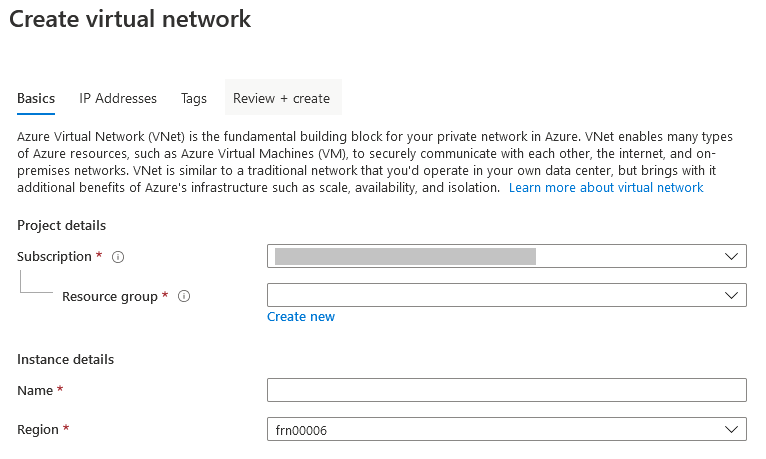 Create virtual network
Basics IP Addresses Tags Review + create
Azure Virtual Network (VNet) is the fundamental building block for your private network in Azure. VNet enables many types
of Azure resources, such as Azure Virtual Machines (VM), to securely communicate with each other, the internet, and on-
premises networks. VNet is similar to a traditional network that you'd operate in your own data center, but brings with it
additional benefits of Azure's infrastructure such as scale, availability, and isolation. Learn more about virtual network
Project details
Subscription *
Resource group *
Create new
Instance details
Name *
Region * frn00006